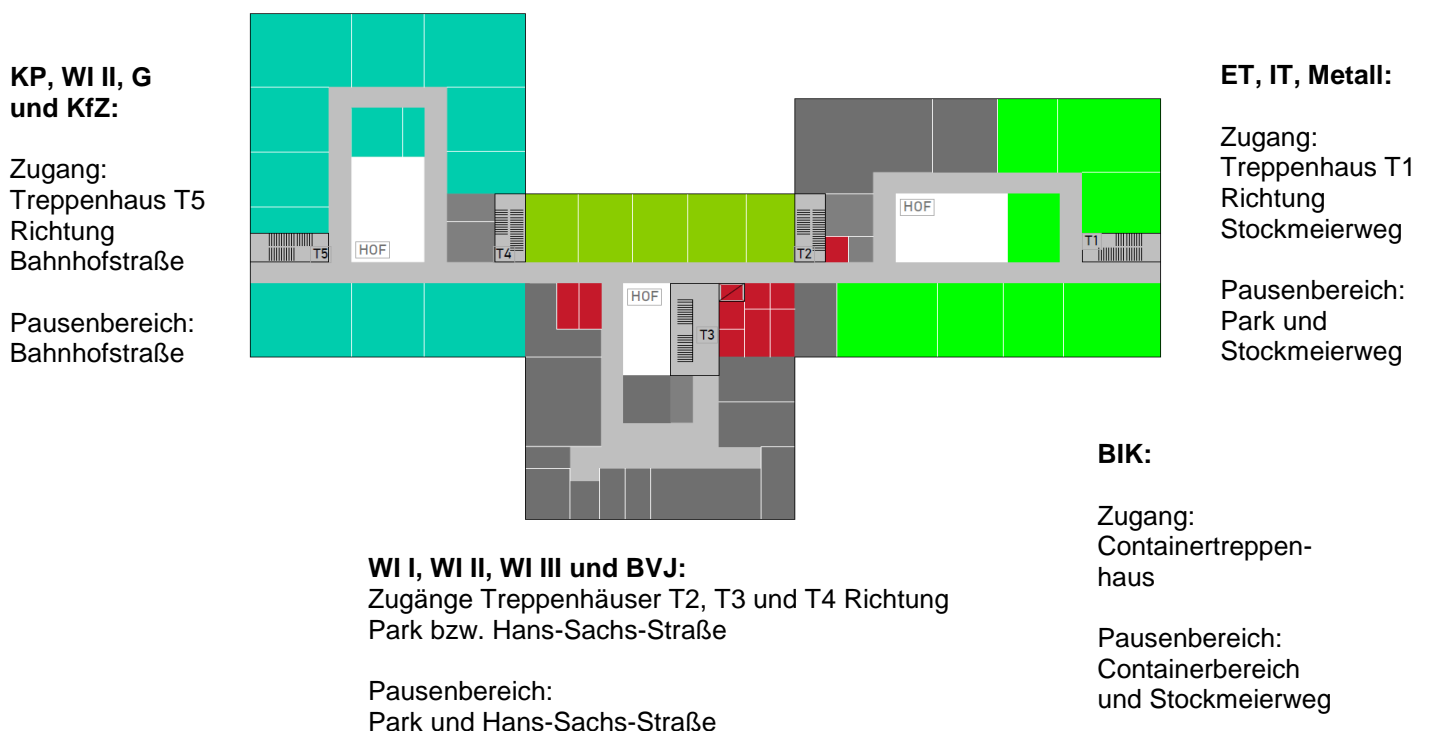 KP, WI II, G
und KfZ:
Zugang:
Treppenhaus T5
Richtung
Bahnhofstraße
Pausenbereich:
Bahnhofstraße
HOF
T5
T4
HOF
T3
T2
HOF
T1
ET, IT, Metall:
Zugang:
Treppenhaus T1
Richtung
Stockmeierweg
Pausenbereich:
Park und
Stockmeierweg
WI I, WI II, WI III und BVJ:
Zugänge Treppenhäuser T2, T3 und T4 Richtung
Park bzw. Hans-Sachs-Straße
Pausenbereich:
Park und Hans-Sachs-Straße
BIK:
Zugang:
Containertreppen-
haus
Pausenbereich:
Containerbereich
und Stockmeierweg